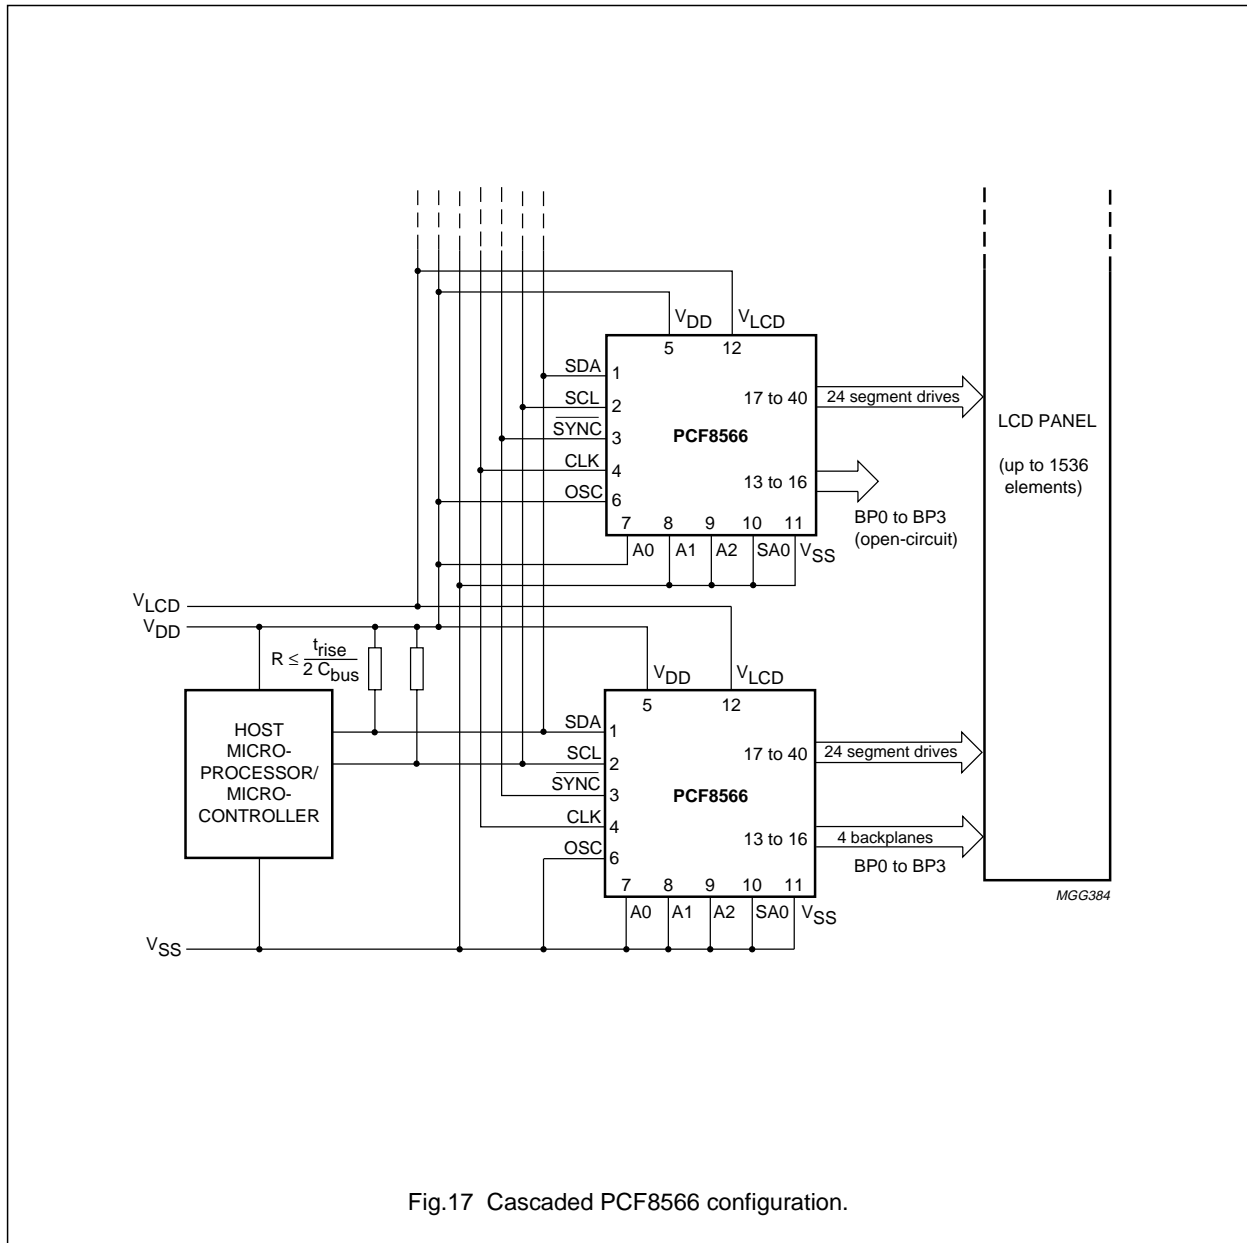 VDD
VLCD
5
12
SDA
1
SCL
2
SYNC
3
CLK
4
OSC
6
17 to 40
PCF8566
13 to 16
7
8
9
10
11
A0
A1
A2
SA0
VSS
24 segment drives
BP0 to BP3
(open-circuit)
LCD PANEL
(up to 1536
elements)
VLCD
VDD
R ≤ trise
2 Cbus
HOST
MICRO-
PROCESSOR/
MICRO-
CONTROLLER
VSS
VDD
VLCD
5
12
SDA
1
SCL
2
SYNC
3
CLK
4
OSC
6
17 to 40
PCF8566
13 to 16
7
8
9
10
11
A0
A1
A2
SA0
VSS
24 segment drives
4 backplanes
BP0 to BP3
MGG384
Fig.17 Cascaded PCF8566 configuration.